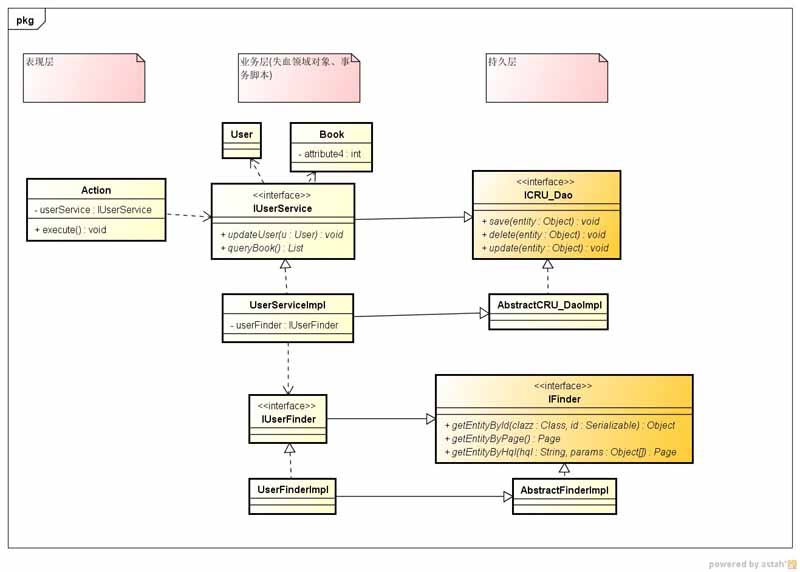 pkg
表现层
业务层(失血领域对象、事
务脚本)
持久层
User
Book
- attribute4 : int
Action
- userService : IUserService
+ execute() : void
<<interface>>
IUserService
+ updateUser(u : User) : void
+ queryBook() : List
<<interface>>
ICRU_Dao
+ save(entity : Object) : void
+ delete(entity : Object) : void
+ update(entity : Object) : void
UserServiceImpl
- userFinder : IUserFinder
AbstractCRU_DaoImpl
<<interface>>
IUserFinder
<<interface>>
IFinder
+ getEntityById(clazz : Class, id : Serializable) : Object
+ getEntityByPage() : Page
+ getEntityByHql(hql : String, params : Object[]) : Page
UserFinderImpl
AbstractFinderImpl
powered by astah*